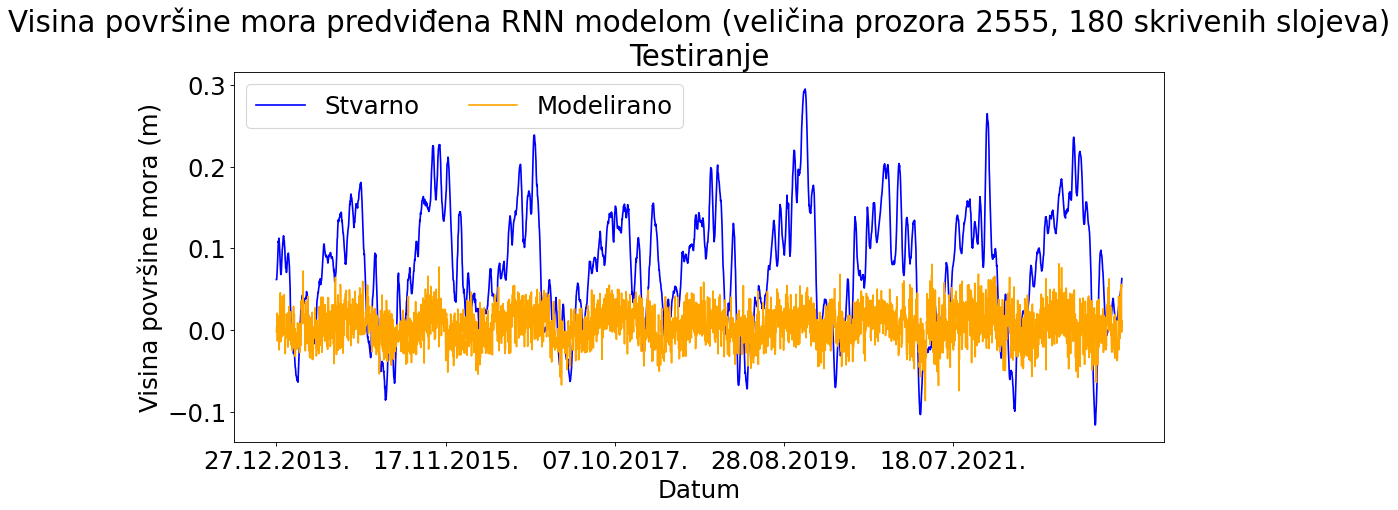 Visina površine mora predviđena RNN modelom (veličina prozora 2555, 180 skrivenih slojeva)
Testiranje
Stvarno Modelirano
Visina površine mora (m)
0.3
0.2
0.1
0.0
−0.1
27.12.2013. 17.11.2015. 07.10.2017. 28.08.2019. 18.07.2021.
Datum